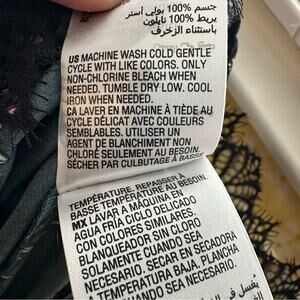 جسم 100% بولي استر
يربط 100% نايلون
باستثناء الزخرف
US MACHINE WASH COLD GENTLE
CYCLE WITH LIKE COLORS. ONLY
NON-CHLORINE BLEACH WHEN
NEEDED. TUMBLE DRY LOW. COOL
IRON WHEN NEEDED.
CA LAVER EN MACHINE À TIÈDE AU
CYCLE DÉLICAT AVEC COULEURS
SEMBLABLES. UTILISER UN
AGENT DE BLANCHIMENT NON
CHLORÉ SEULEMENT AU BESOIN.
SÉCHER PAR CULBUTAGE À BASSE
TEMPÉRATURE. REPASSER À
BASSE TEMPÉRATURE AU BESOIN.
MX LAVAR A MÁQUINA EN
AGUA FRÍA CICLO DELICADO
CON COLORES SIMILARES.
BLANQUEADOR SIN CLORO
SOLAMENTE CUANDO SEA
NECESARIO. SECAR EN SECADORA
A TEMPERATURA BAJA. PLANCHA
CUANDO SEA NECESARIO.
يُغسل في